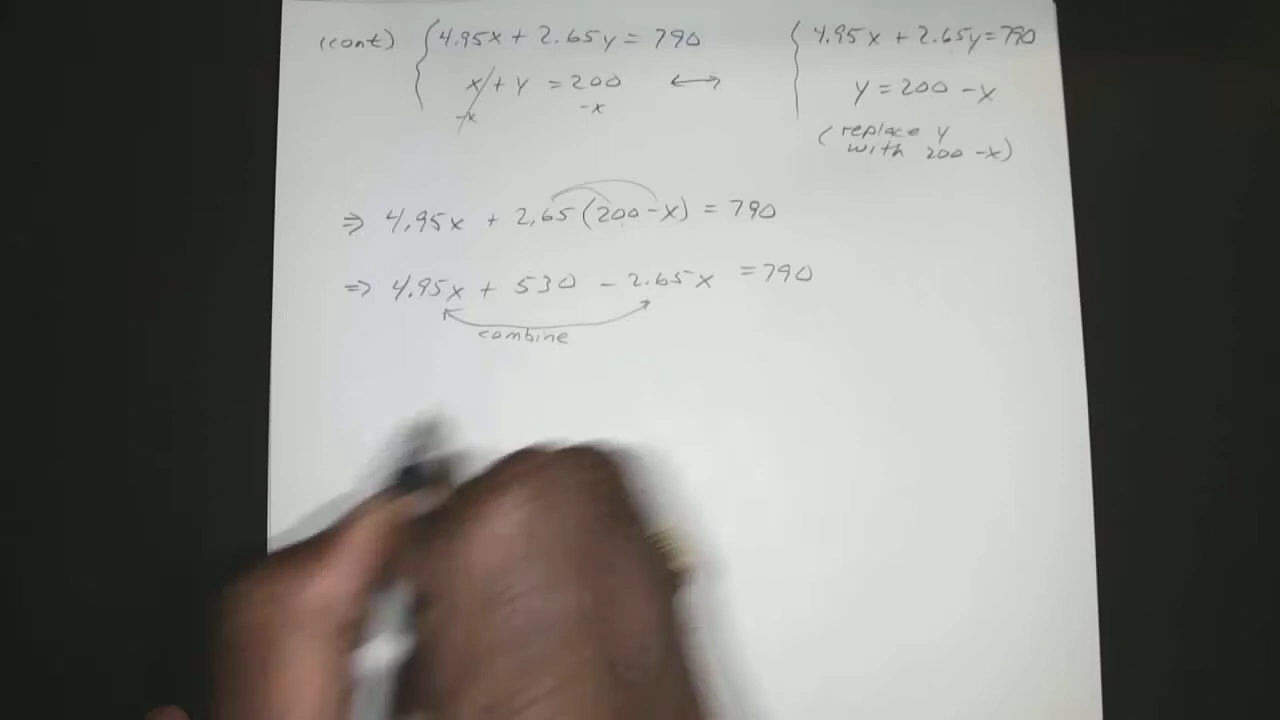 (cont) 4.95x + 2.65y = 790
x + y = 200 ↔
-x -x
4.95x + 2.65y = 790
y = 200 - x
(replace y
with 200 - x)
⇒ 4.95x + 2.65(200 - x) = 790
⇒ 4.95x + 530 - 2.65x = 790
combine